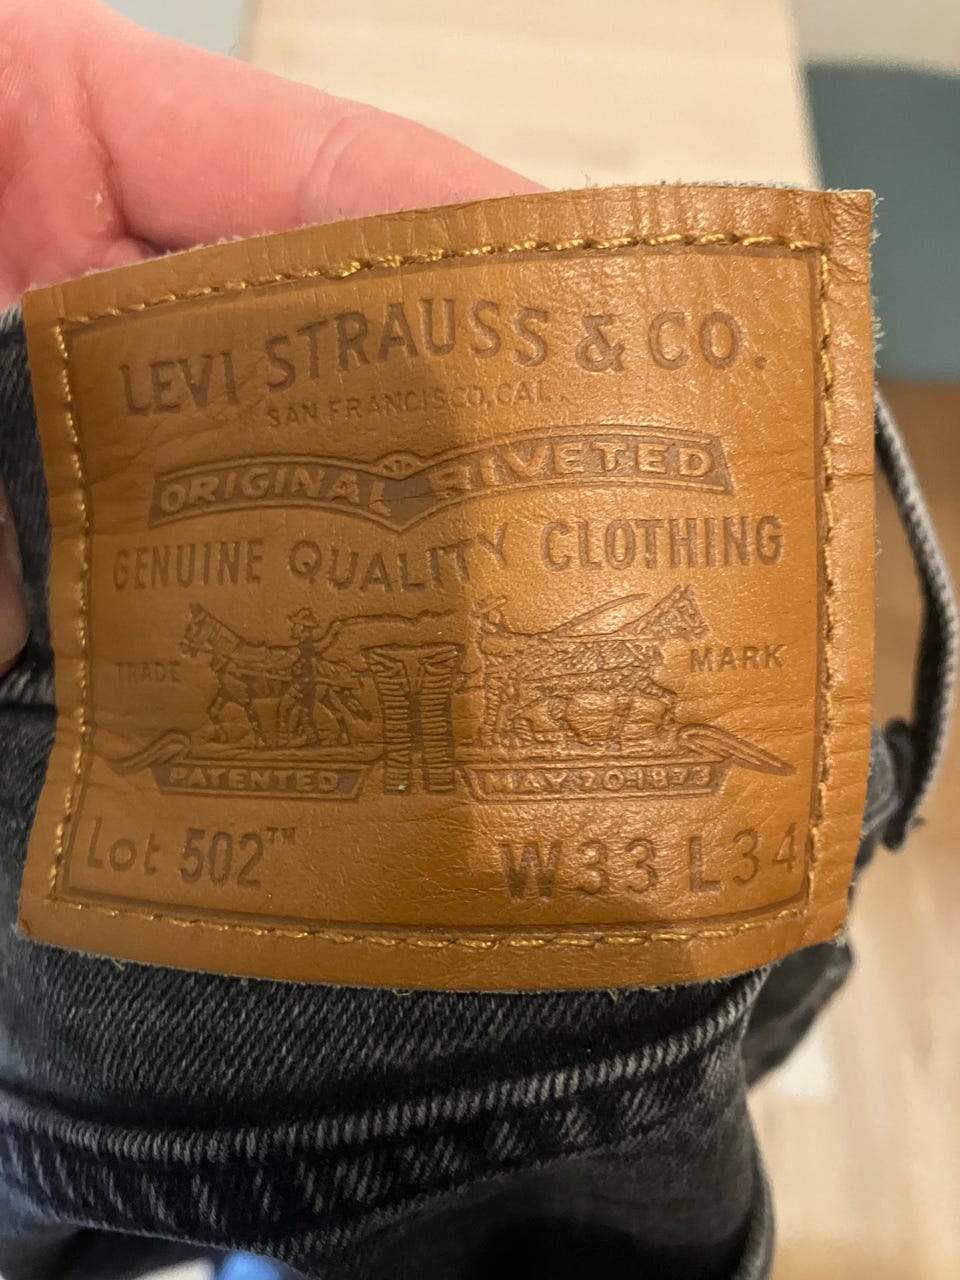 LEVI STRAUSS & CO.
SAN FRANCISCO, CAL.
ORIGINAL RIVETED
GENUINE QUALITY CLOTHING
TRADE MARK
PATENTED MAY 20 1873
Lot 502™ W33 L34